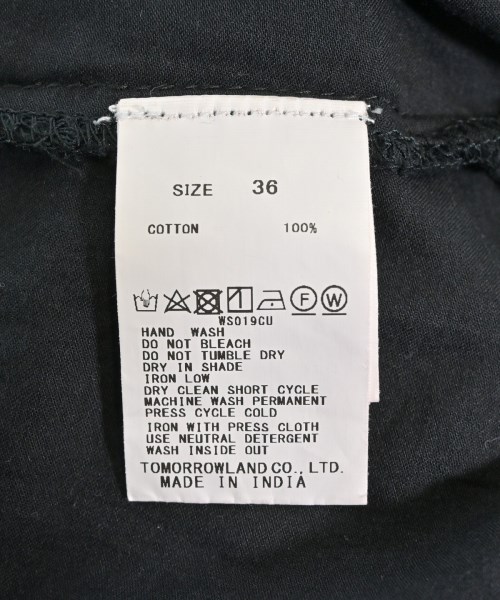 SIZE 36
COTTON 100%
F W
WS019CU
HAND WASH
DO NOT BLEACH
DO NOT TUMBLE DRY
DRY IN SHADE
IRON LOW
DRY CLEAN SHORT CYCLE
MACHINE WASH PERMANENT
PRESS CYCLE COLD
IRON WITH PRESS CLOTH
USE NEUTRAL DETERGENT
WASH INSIDE OUT
TOMORROWLAND CO., LTD.
MADE IN INDIA